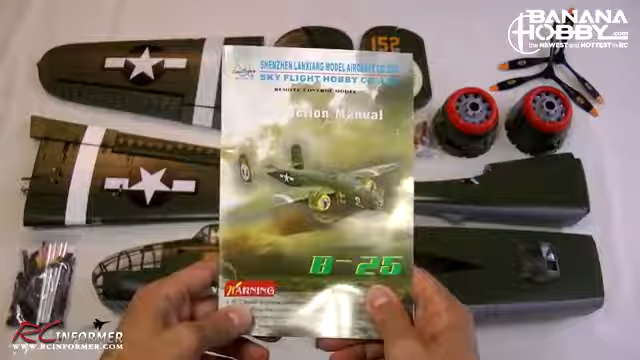 BANANA
HOBBY.COM
the NEWEST and HOTTEST in RC
152
SHENZHEN LANXIANG MODEL AIRCRAFT CO.,LTD
SKY FLIGHT HOBBY CO.,LTD
REMOTE CONTROL MODEL
ction Manual
B-25
WARNING
RC INFORMER
WWW.RCINFORMER.COM